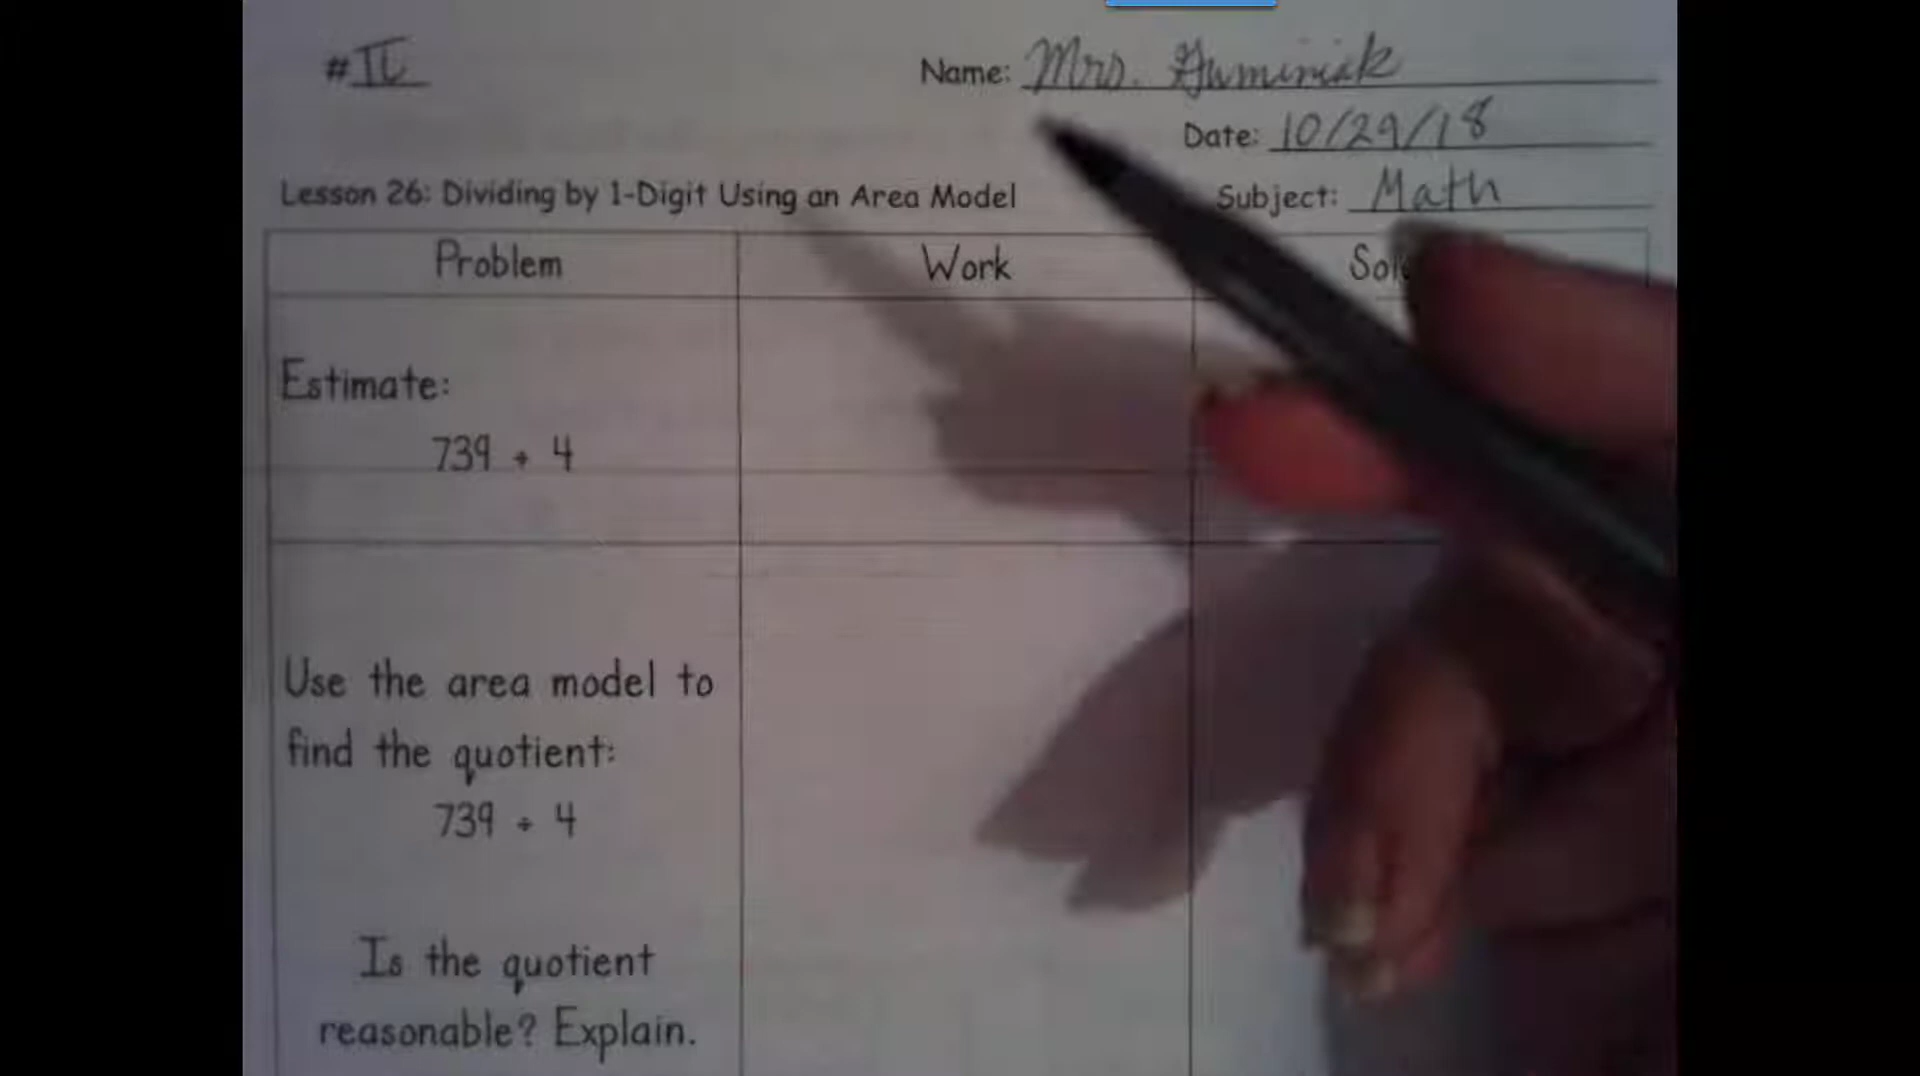 #π
Name: Mrs. Guminiak
Date: 10/29/18
Lesson 26: Dividing by 1-Digit Using an Area Model
Subject: Math
Problem
Work
Estimate:
739 ÷ 4
Use the area model to
find the quotient:
739 ÷ 4
Is the quotient
reasonable? Explain.